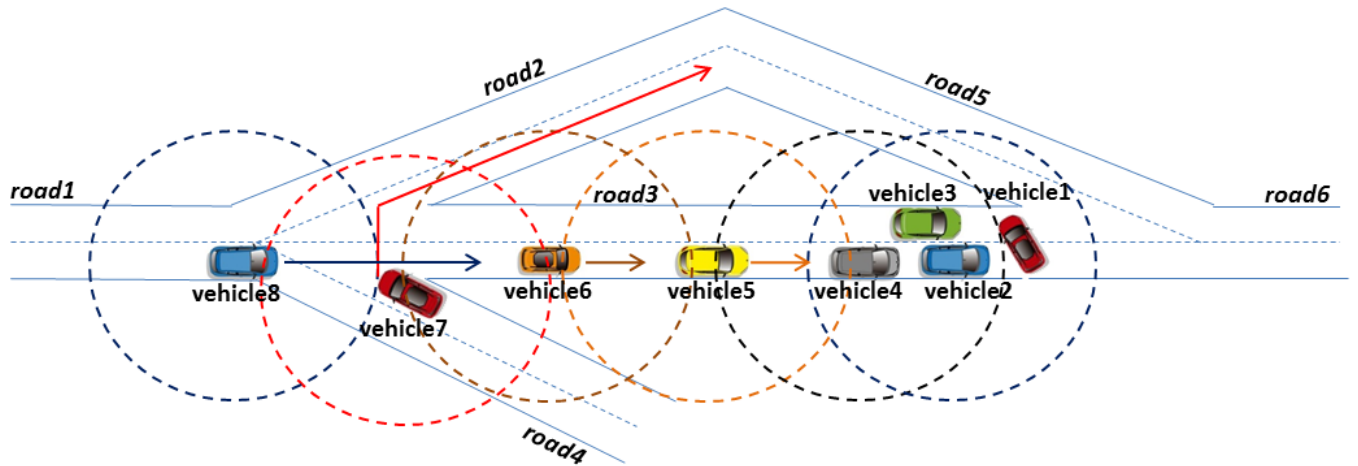 road2
road5
road1
road3
vehicle3
vehicle1
road6
vehicle8
vehicle6
vehicle5
vehicle4
vehicle2
vehicle7
road4